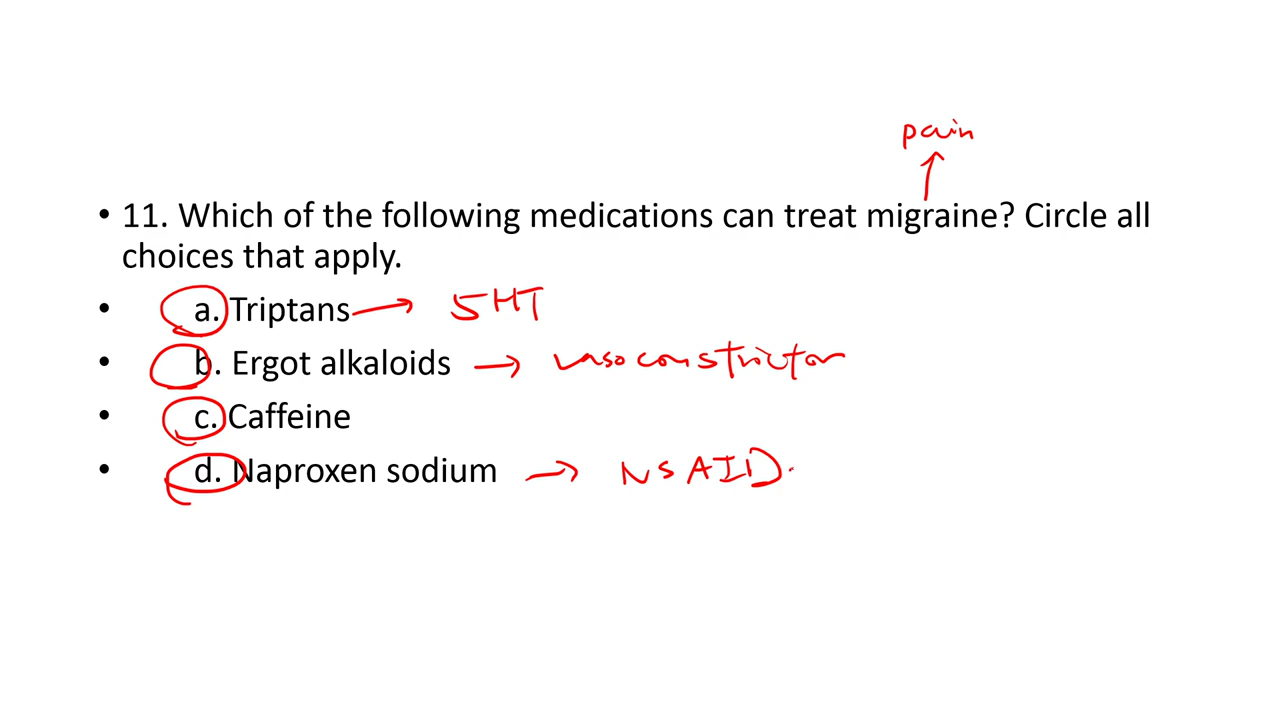 pain
• 11. Which of the following medications can treat migraine? Circle all
choices that apply.
• a. Triptans → 5HT
• b. Ergot alkaloids → vasoconstrictor
• c. Caffeine
• d. Naproxen sodium → NSAID.